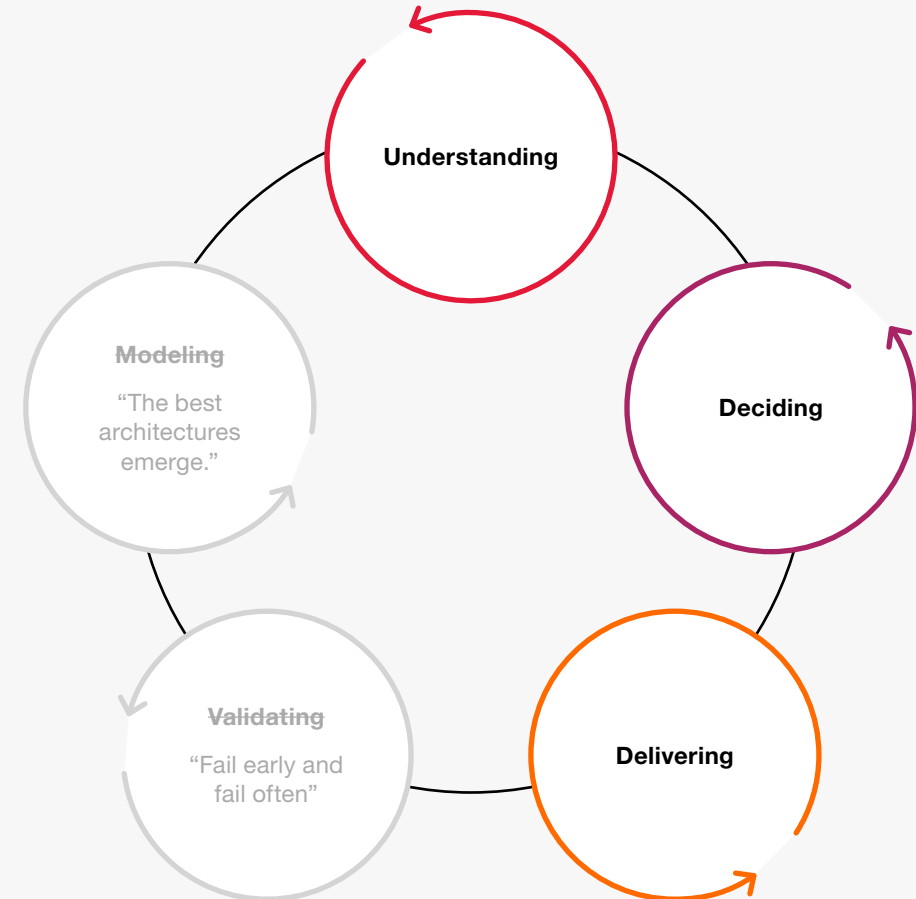 Understanding
Modeling
“The best
architectures
emerge.”
Deciding
Validating
“Fail early and
fail often”
Delivering